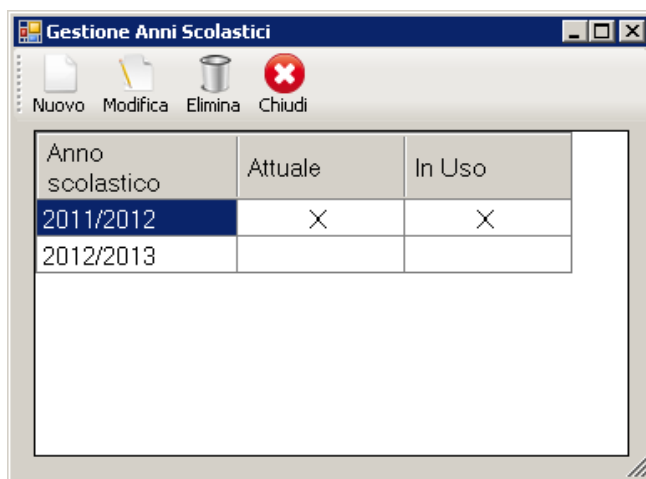 Gestione Anni Scolastici
Nuovo Modifica Elimina Chiudi
Anno scolastico Attuale In Uso
2011/2012 X X
2012/2013